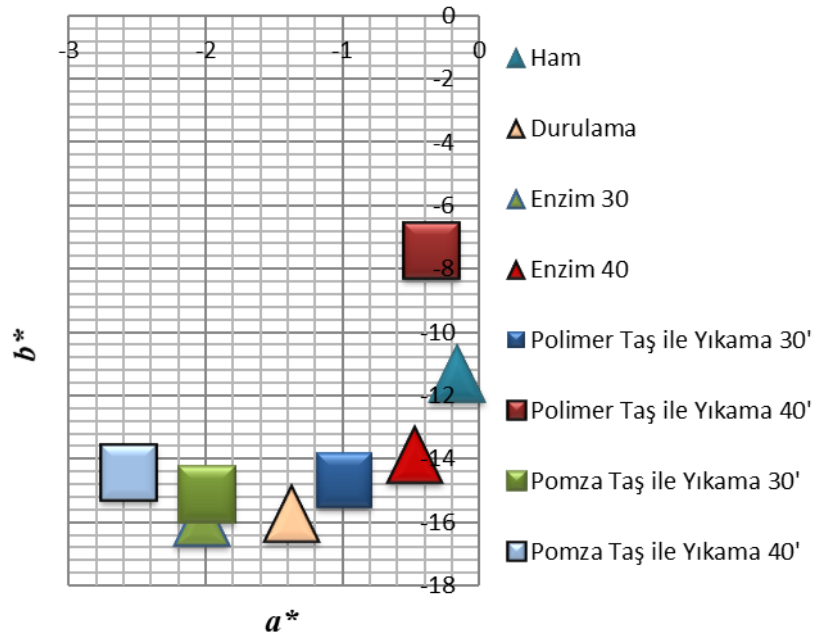 0
-3 -2 -1 0
-2
-4
-6
-8
-10
-12
-14
-16
-18
b*
a*
Ham
Durulama
Enzim 30
Enzim 40
Polimer Taş ile Yıkama 30'
Polimer Taş ile Yıkama 40'
Pomza Taş ile Yıkama 30'
Pomza Taş ile Yıkama 40'